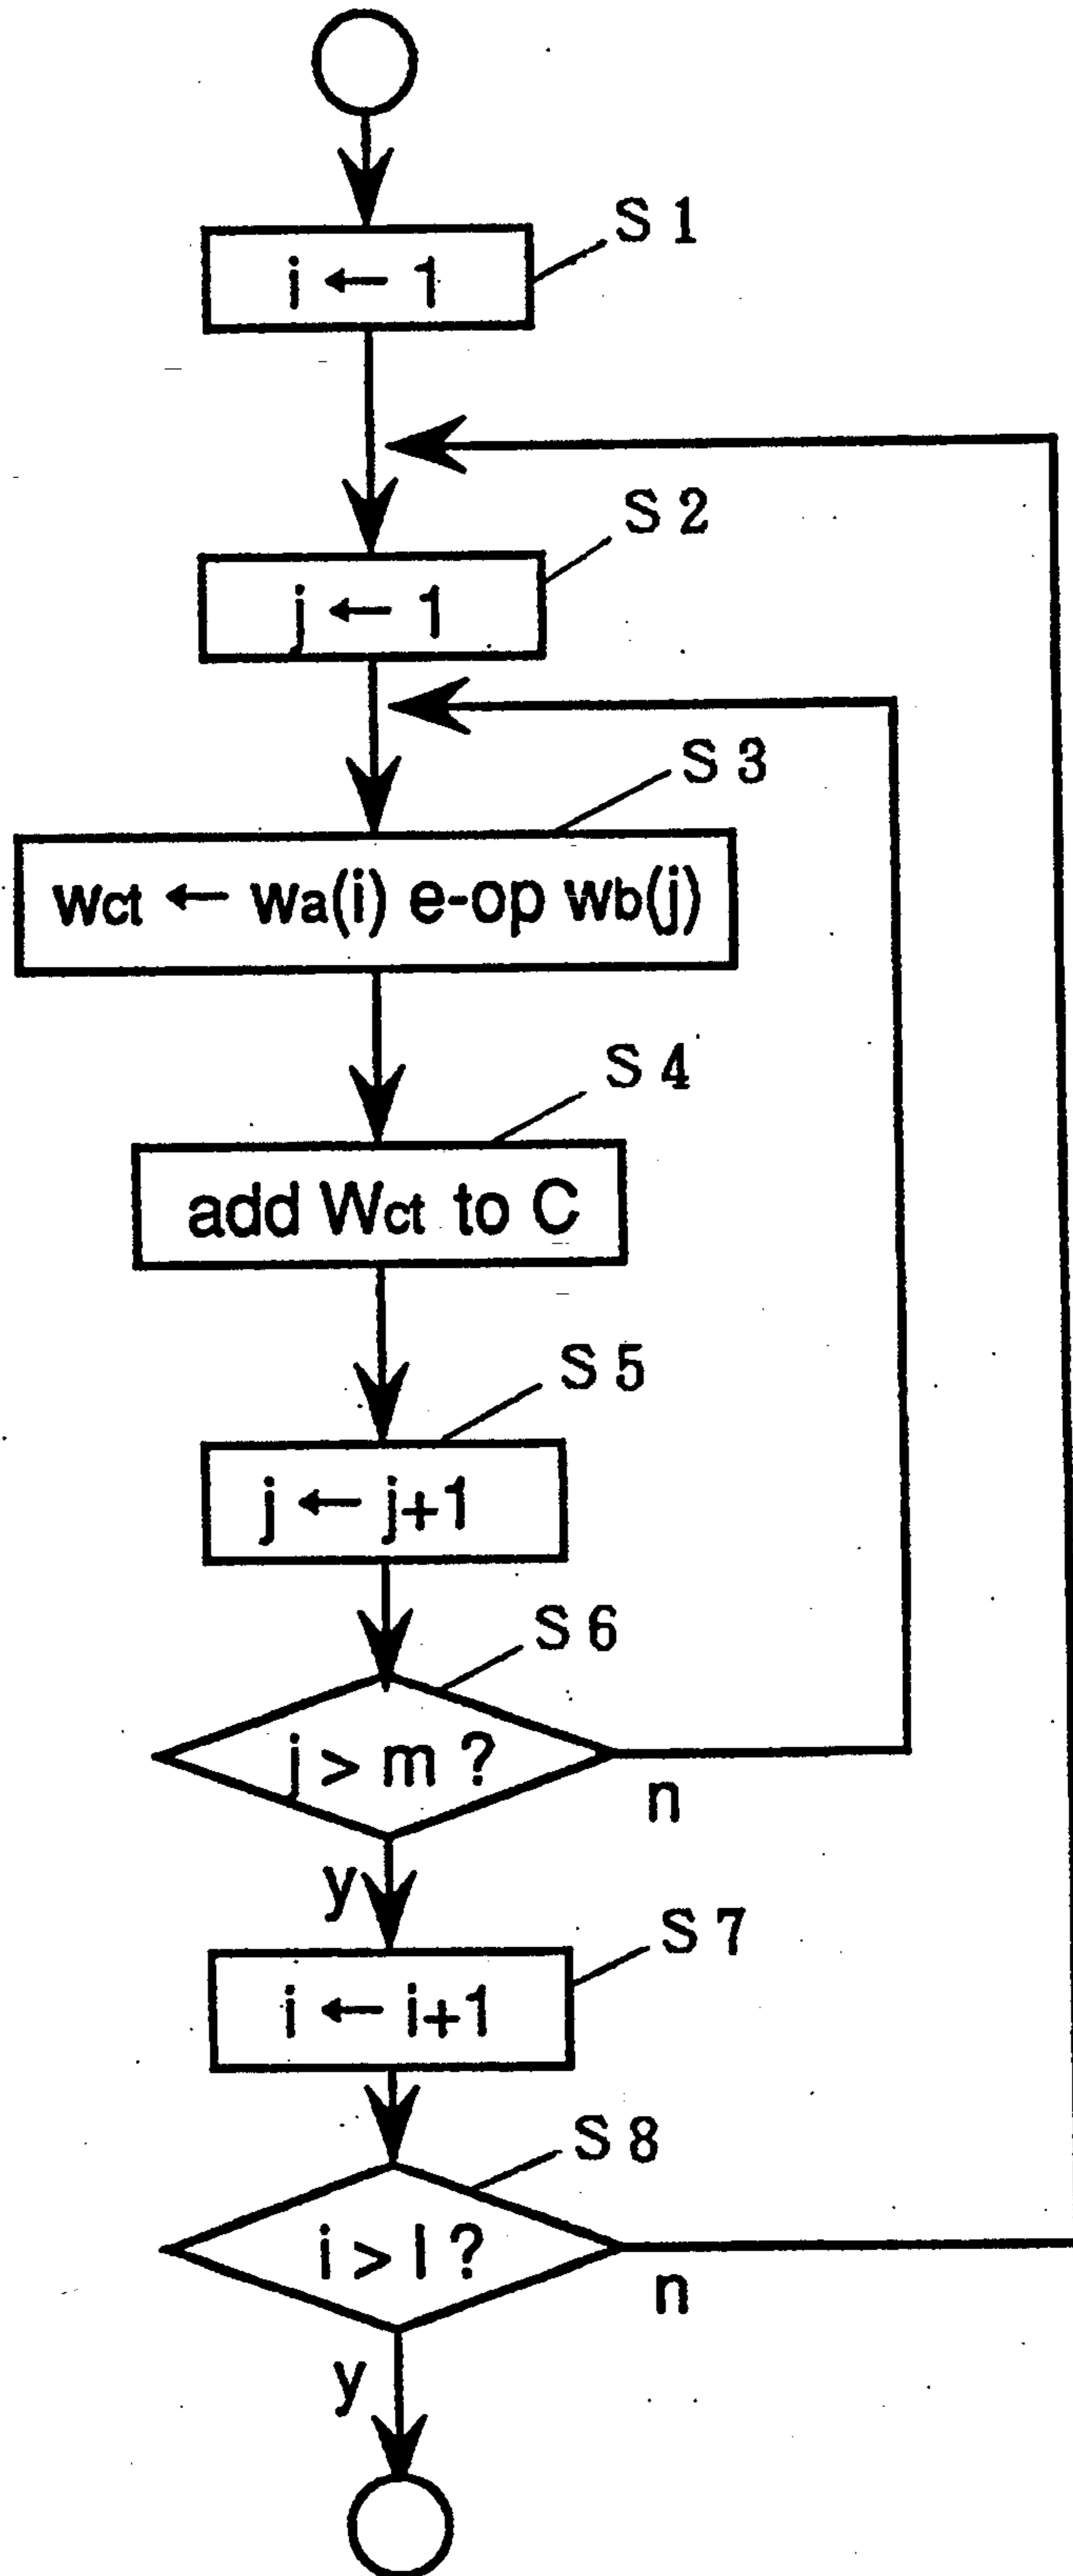 S 1
i ← 1
S 2
j ← 1
S 3
Wct ← Wa(i) e-op Wb(j)
S 4
add Wct to C
S 5
j ← j+1
S 6
j > m ?
n
y
S 7
i ← i+1
S 8
i > l ?
n
y